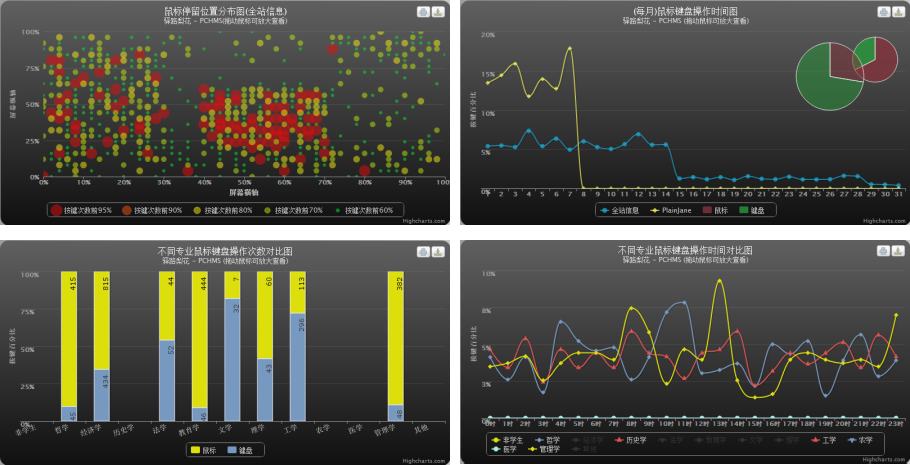 鼠标停留位置分布图(全站信息)
驿路梨花 - PCHMS(拖动鼠标可放大查看)
屏幕纵轴
100%
75%
50%
25%
0%
0% 10% 20% 30% 40% 50% 60% 70% 80% 90% 100%
屏幕横轴
按键次数前95% 按键次数前90% 按键次数前80% 按键次数前70% 按键次数前60%
Highcharts.com
(每月)鼠标键盘操作时间图
驿路梨花 - PCHMS (拖动鼠标可放大查看)
按键百分比
20%
15%
10%
5%
0%
1 2 3 4 5 6 7 8 9 10 11 12 13 14 15 16 17 18 19 20 21 22 23 24 25 26 27 28 29 30 31
全站信息 PlainJane 鼠标 键盘
Highcharts.com
不同专业鼠标键盘操作次数对比图
驿路梨花 - PCHMS (拖动鼠标可放大查看)
按键百分比
100%
75%
50%
25%
0%
415 815 44 444 7 60 113 382
45 434 52 46 32 43 296 48
非学生 哲学 经济学 历史学 法学 教育学 文学 理学 工学 农学 医学 管理学 其他
鼠标 键盘
Highcharts.com
不同专业鼠标键盘操作时间对比图
驿路梨花 - PCHMS (拖动鼠标可放大查看)
按键百分比
10%
8%
5%
3%
0%
0时 1时 2时 3时 4时 5时 6时 7时 8时 9时 10时 11时 12时 13时 14时 15时 16时 17时 18时 19时 20时 21时 22时 23时
非学生 哲学 经济学 历史学 法学 教育学 文学 理学 工学 农学
医学 管理学 其他
Highcharts.com